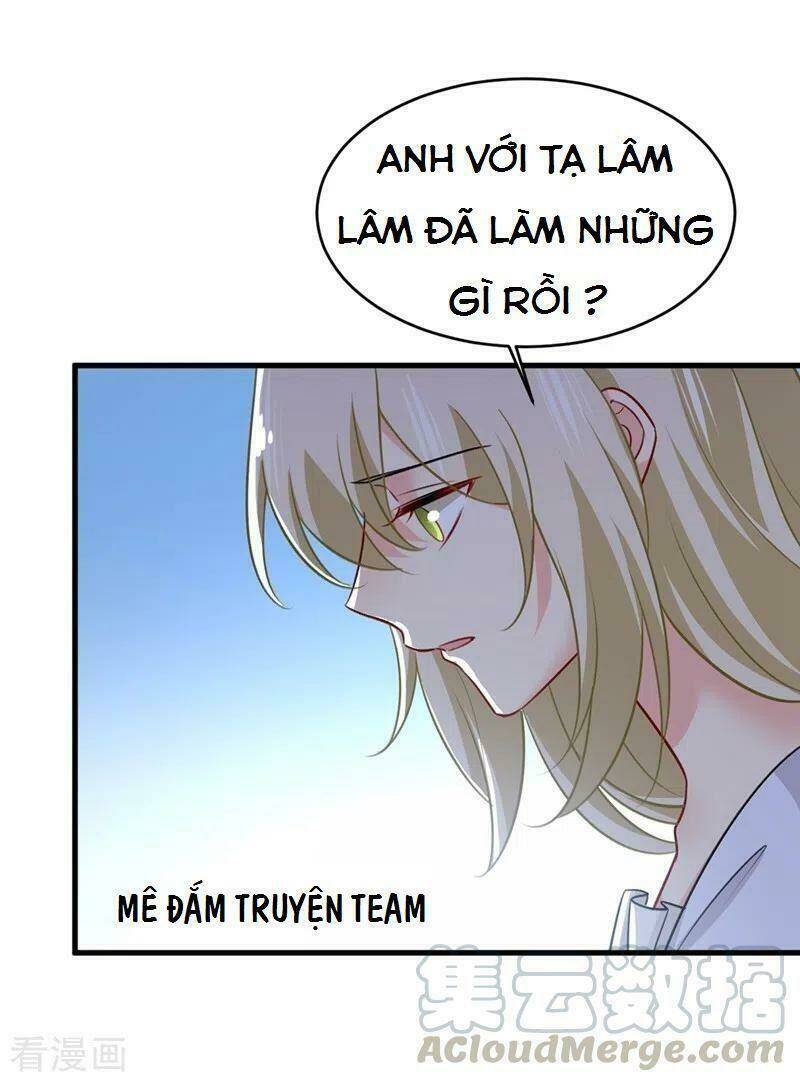 ANH VỚI TẠ LÂM
LÂM ĐÃ LÀM NHỮNG
GÌ RỒI ?
MÊ ĐẮM TRUYỆN TEAM
集云数据
看漫画
AcloudMerge.com